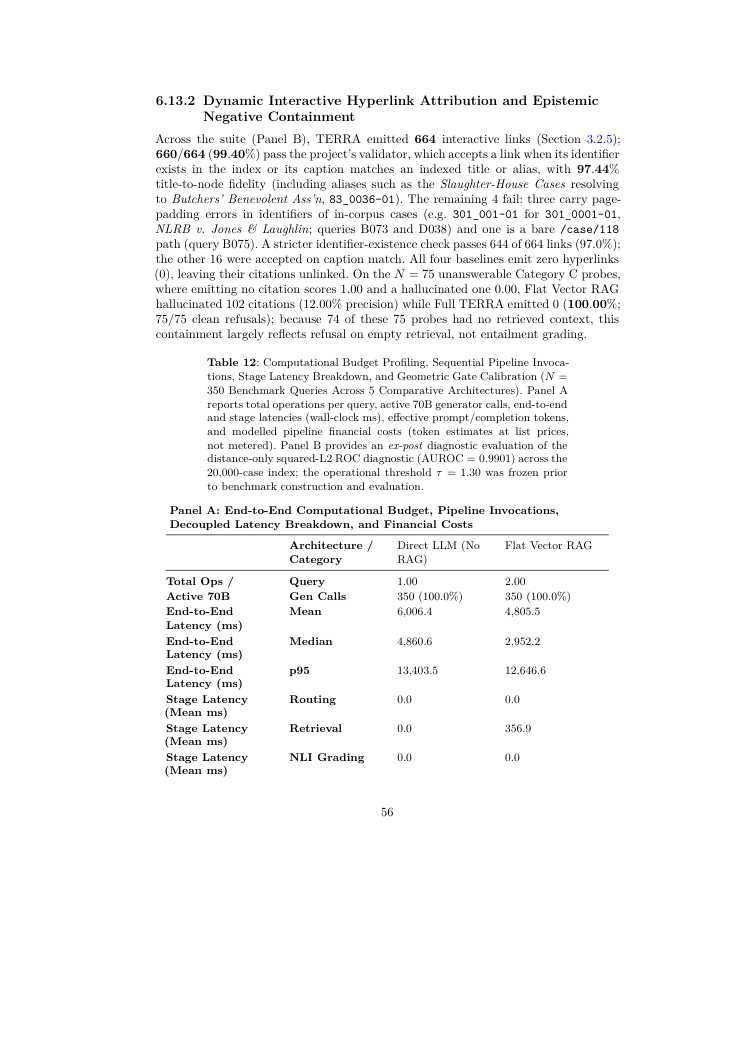 6.13.2 Dynamic Interactive Hyperlink Attribution and Epistemic
Negative Containment
Across the suite (Panel B), TERRA emitted 664 interactive links (Section 3.2.5);
660/664 (99.40%) pass the project's validator, which accepts a link when its identifier
exists in the index or its caption matches an indexed title or alias, with 97.44%
title-to-node fidelity (including aliases such as the Slaughter-House Cases resolving
to Butchers' Benevolent Ass'n, 83_0036-01). The remaining 4 fail: three carry page-
padding errors in identifiers of in-corpus cases (e.g. 301_001-01 for 301_0001-01,
NLRB v. Jones & Laughlin; queries B073 and D038) and one is a bare /case/118
path (query B075). A stricter identifier-existence check passes 644 of 664 links (97.0%);
the other 16 were accepted on caption match. All four baselines emit zero hyperlinks
(0), leaving their citations unlinked. On the N = 75 unanswerable Category C probes,
where emitting no citation scores 1.00 and a hallucinated one 0.00, Flat Vector RAG
hallucinated 102 citations (12.00% precision) while Full TERRA emitted 0 (100.00%;
75/75 clean refusals); because 74 of these 75 probes had no retrieved context, this
containment largely reflects refusal on empty retrieval, not entailment grading.
Table 12: Computational Budget Profiling, Sequential Pipeline Invoca-
tions, Stage Latency Breakdown, and Geometric Gate Calibration (N =
350 Benchmark Queries Across 5 Comparative Architectures). Panel A
reports total operations per query, active 70B generator calls, end-to-end
and stage latencies (wall-clock ms), effective prompt/completion tokens,
and modelled pipeline financial costs (token estimates at list prices,
not metered). Panel B provides an ex-post diagnostic evaluation of the
distance-only squared-L2 ROC diagnostic (AUROC = 0.9901) across the
20,000-case index; the operational threshold τ = 1.30 was frozen prior
to benchmark construction and evaluation.
Panel A: End-to-End Computational Budget, Pipeline Invocations,
Decoupled Latency Breakdown, and Financial Costs
Architecture / Direct LLM (No Flat Vector RAG
Category RAG)
Total Ops / Query 1.00 2.00
Active 70B Gen Calls 350 (100.0%) 350 (100.0%)
End-to-End Mean 6,006.4 4,805.5
Latency (ms)
End-to-End Median 4,860.6 2,952.2
Latency (ms)
End-to-End p95 13,403.5 12,646.6
Latency (ms)
Stage Latency Routing 0.0 0.0
(Mean ms)
Stage Latency Retrieval 0.0 356.9
(Mean ms)
Stage Latency NLI Grading 0.0 0.0
(Mean ms)
56